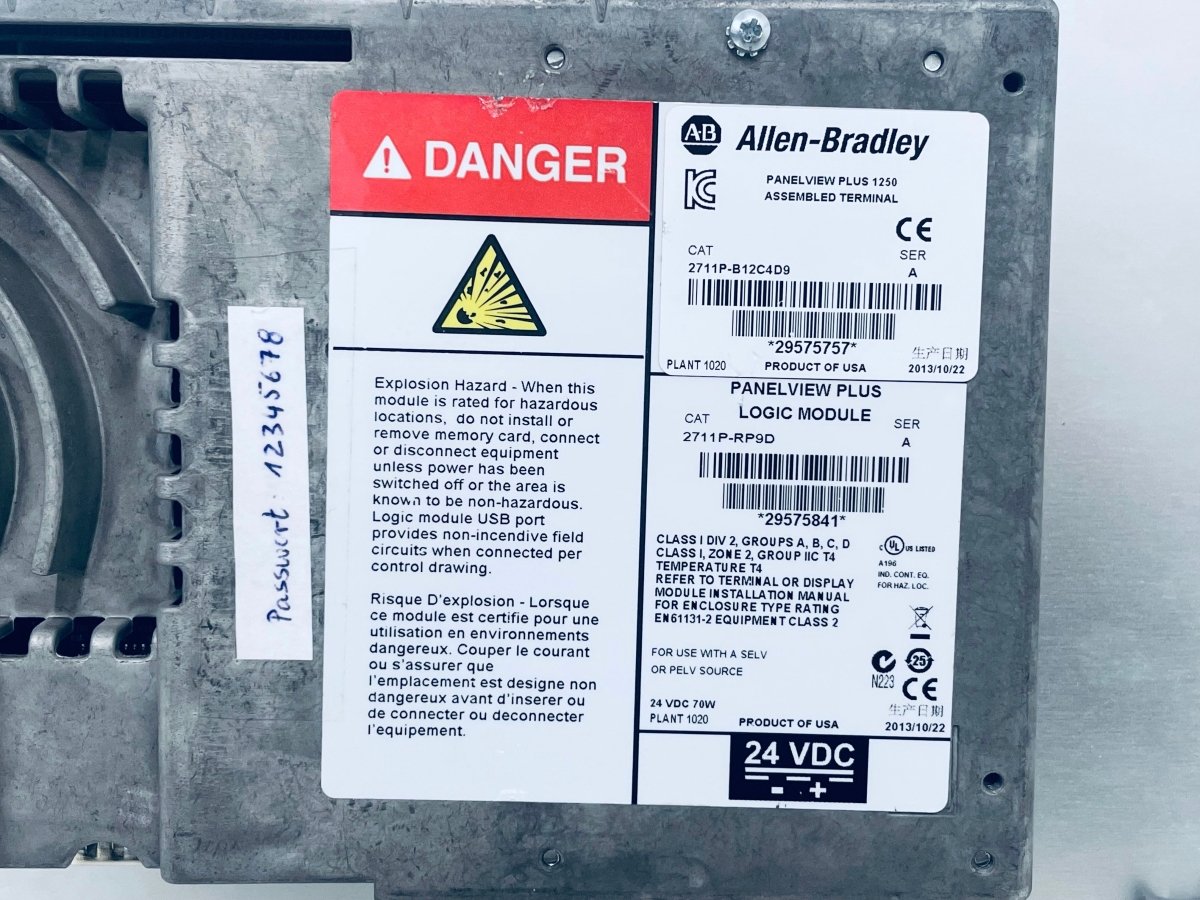 Passwort: 12345678
DANGER
Explosion Hazard - When this
module is rated for hazardous
locations, do not install or
remove memory card, connect
or disconnect equipment
unless power has been
switched off or the area is
known to be non-hazardous.
Logic module USB port
provides non-incendive field
circuits when connected per
control drawing.
Risque D'explosion - Lorsque
ce module est certifie pour une
utilisation en environnements
dangereux. Couper le courant
ou s'assurer que
l'emplacement est designe non
dangereux avant d'inserer ou
de connecter ou deconnecter
l'equipement.
A-B Allen-Bradley
PANELVIEW PLUS 1250
ASSEMBLED TERMINAL
CE
CAT SER
2711P-B12C4D9 A
*29575757*
生产日期
PLANT 1020 PRODUCT OF USA 2013/10/22
PANELVIEW PLUS
LOGIC MODULE
CAT SER
2711P-RP9D A
*29575841*
CLASS I DIV 2, GROUPS A, B, C, D
CLASS I, ZONE 2, GROUP IIC T4
TEMPERATURE T4
REFER TO TERMINAL OR DISPLAY
MODULE INSTALLATION MANUAL
FOR ENCLOSURE TYPE RATING
EN61131-2 EQUIPMENT CLASS 2
C UL US LISTED
A196
IND. CONT. EQ.
FOR HAZ. LOC.
FOR USE WITH A SELV
OR PELV SOURCE
25
N223
CE
生产日期
24 VDC 70W
PLANT 1020 PRODUCT OF USA 2013/10/22
24 VDC
- +